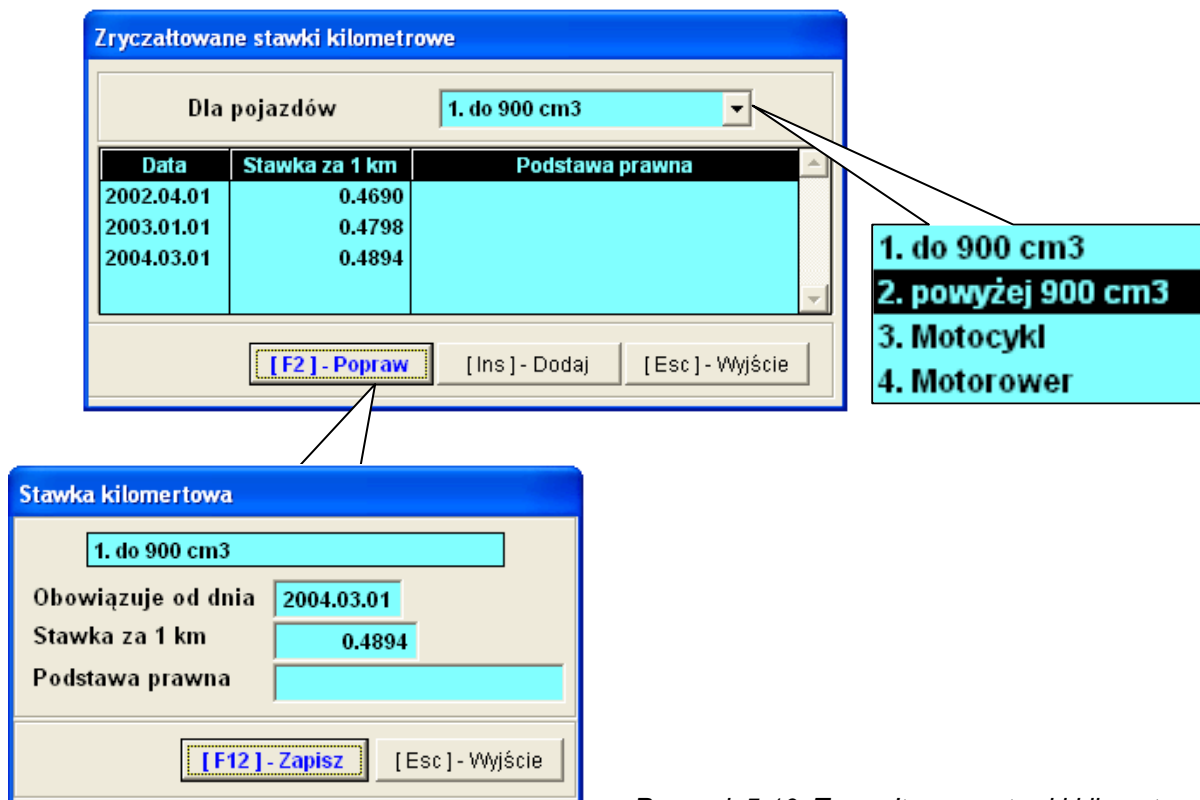 Zryczałtowane stawki kilometrowe
Dla pojazdów 1. do 900 cm3
Data Stawka za 1 km Podstawa prawna
2002.04.01 0.4690
2003.01.01 0.4798
2004.03.01 0.4894
[ F2 ] - Popraw [ Ins ] - Dodaj [ Esc ] - Wyjście
1. do 900 cm3
2. powyżej 900 cm3
3. Motocykl
4. Motorower
Stawka kilomertowa
1. do 900 cm3
Obowiązuje od dnia 2004.03.01
Stawka za 1 km 0.4894
Podstawa prawna
[ F12 ] - Zapisz [ Esc ] - Wyjście